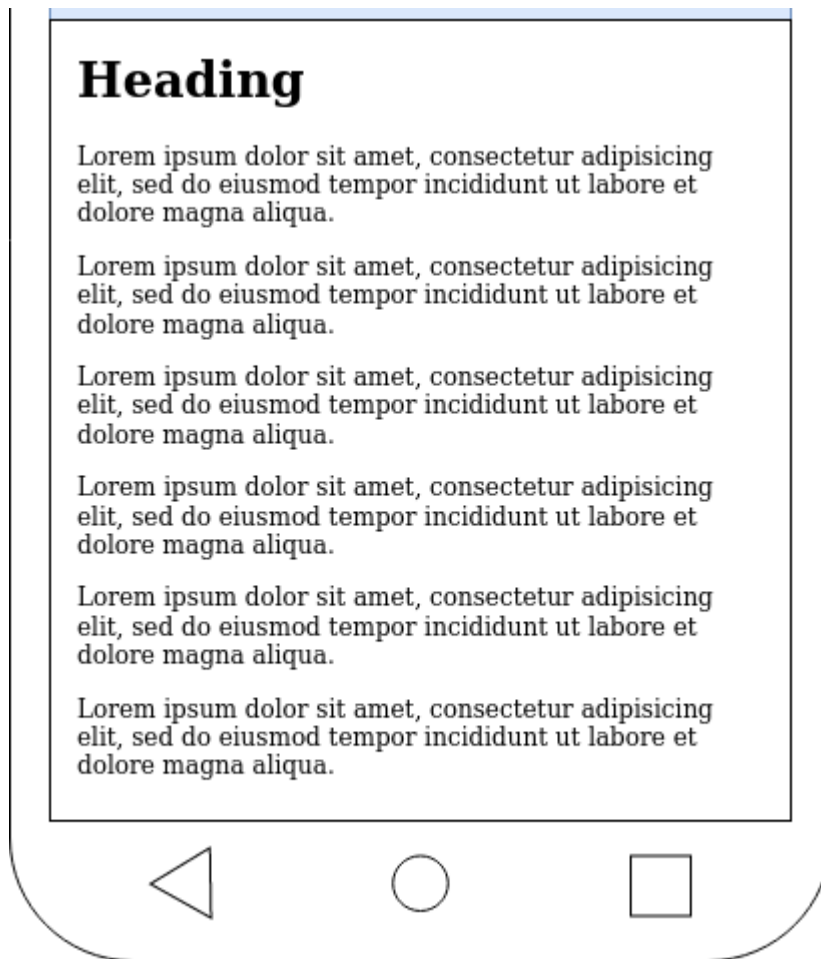 Heading
Lorem ipsum dolor sit amet, consectetur adipisicing
elit, sed do eiusmod tempor incididunt ut labore et
dolore magna aliqua.
Lorem ipsum dolor sit amet, consectetur adipisicing
elit, sed do eiusmod tempor incididunt ut labore et
dolore magna aliqua.
Lorem ipsum dolor sit amet, consectetur adipisicing
elit, sed do eiusmod tempor incididunt ut labore et
dolore magna aliqua.
Lorem ipsum dolor sit amet, consectetur adipisicing
elit, sed do eiusmod tempor incididunt ut labore et
dolore magna aliqua.
Lorem ipsum dolor sit amet, consectetur adipisicing
elit, sed do eiusmod tempor incididunt ut labore et
dolore magna aliqua.
Lorem ipsum dolor sit amet, consectetur adipisicing
elit, sed do eiusmod tempor incididunt ut labore et
dolore magna aliqua.